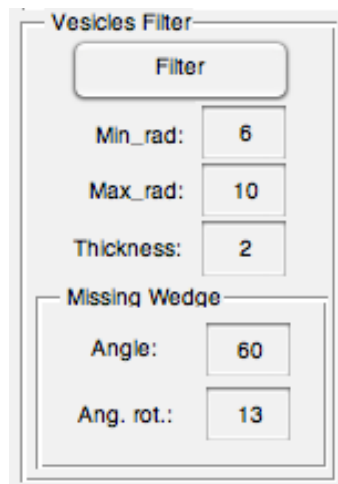 Vesicles Filter
Filter
Min_rad: 6
Max_rad: 10
Thickness: 2
Missing Wedge
Angle: 60
Ang. rot.: 13